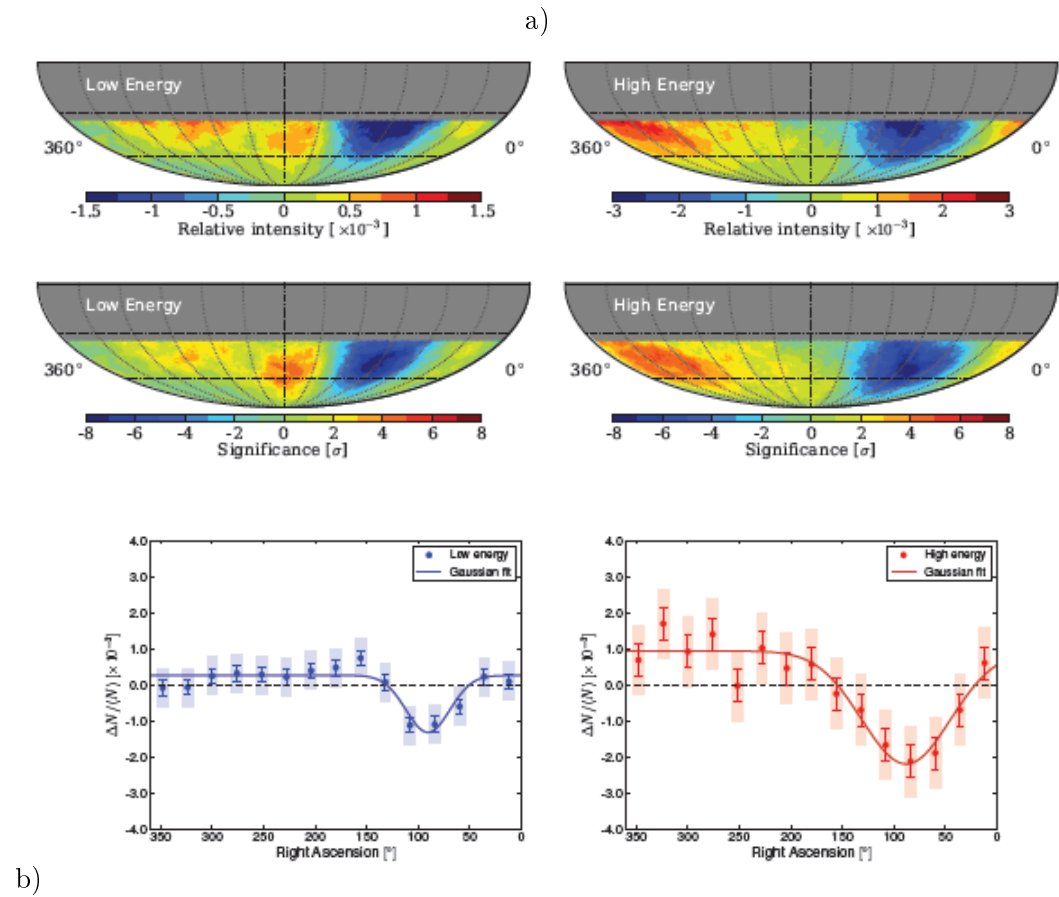 a)
Low Energy
High Energy
360° 0° 360° 0°
-1.5 -1 -0.5 0 0.5 1 1.5
-3 -2 -1 0 1 2 3
Relative intensity [ ×10⁻³]
Relative intensity [ ×10⁻³]
Low Energy
High Energy
360° 0° 360° 0°
-8 -6 -4 -2 0 2 4 6 8
-8 -6 -4 -2 0 2 4 6 8
Significance [σ]
Significance [σ]
4.0
3.0
2.0
1.0
0.0
-1.0
-2.0
-3.0
-4.0
ΔN/⟨N⟩ [×10⁻³]
Low energy
Gaussian fit
350 300 250 200 150 100 50 0
Right Ascension [°]
4.0
3.0
2.0
1.0
0.0
-1.0
-2.0
-3.0
-4.0
ΔN/⟨N⟩ [×10⁻³]
High energy
Gaussian fit
350 300 250 200 150 100 50 0
Right Ascension [°]
b)